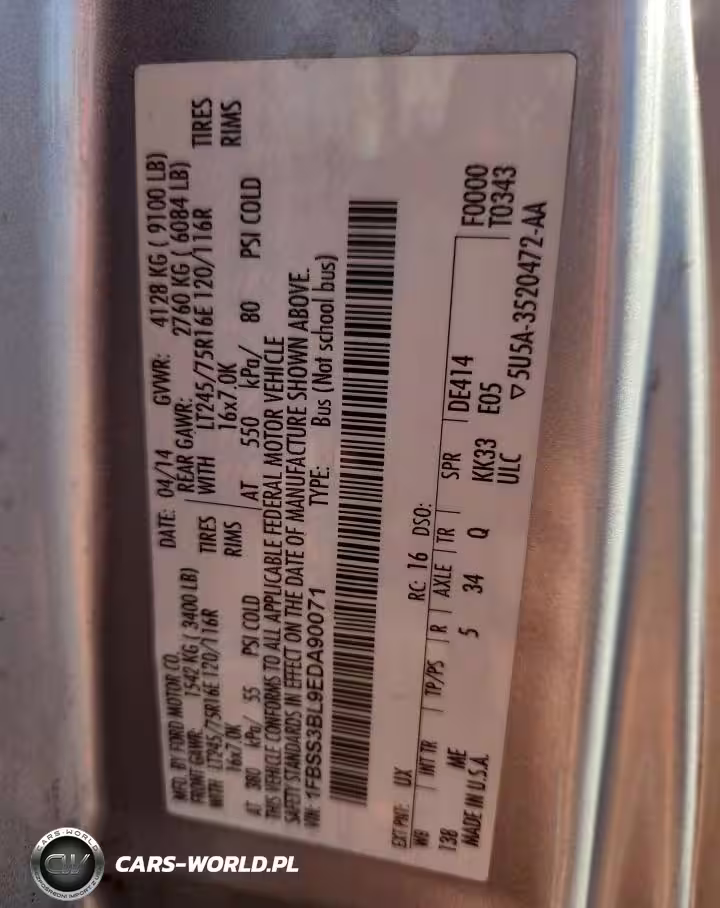 MFD. BY FORD MOTOR CO. DATE: 04/14 GVWR: 4128 KG ( 9100 LB)
FRONT GAWR: 1542 KG ( 3400 LB) REAR GAWR: 2760 KG ( 6084 LB)
WITH LT245/75R16E 120/116R TIRES WITH LT245/75R16E 120/116R TIRES
16x7.0K RIMS 16x7.0K RIMS
AT 380 kPa/ 55 PSI COLD AT 550 kPa/ 80 PSI COLD
THIS VEHICLE CONFORMS TO ALL APPLICABLE FEDERAL MOTOR VEHICLE
SAFETY STANDARDS IN EFFECT ON THE DATE OF MANUFACTURE SHOWN ABOVE.
VIN: 1FBSS3BL9EDA90071 TYPE: Bus (Not school bus)
EXT PNT: UX RC: 16 DSO: F0000
WB INT TR TP/PS R AXLE TR SPR T0343
138 ME 5 34 Q KK33 DE414
MADE IN U.S.A. ULC E05
▽ 5U5A-3520472-AA
CARS-WORLD
CW
CARS-WORLD.PL